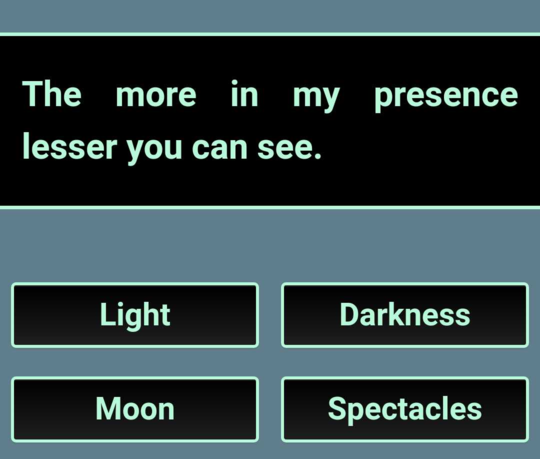 The more in my presence
lesser you can see.
Light
Darkness
Moon
Spectacles